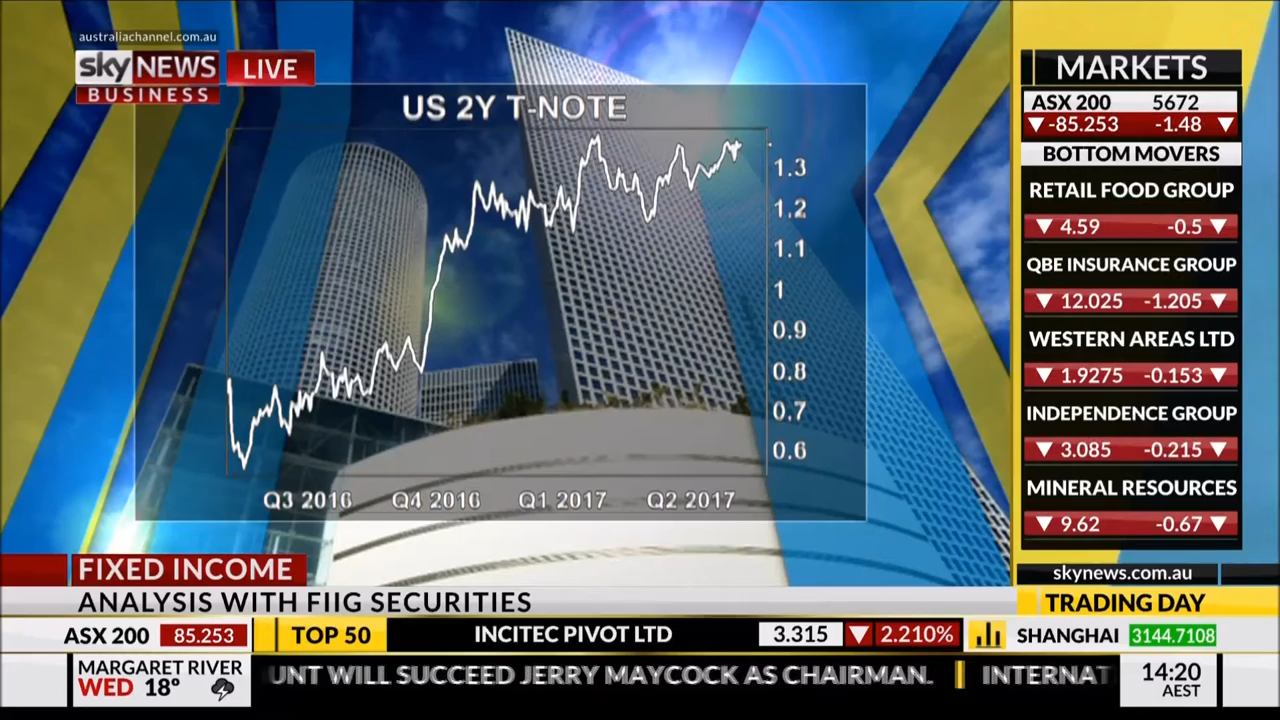 australiachannel.com.au
sky NEWS
BUSINESS
LIVE
US 2Y T-NOTE
1.3
1.2
1.1
1
0.9
0.8
0.7
0.6
Q3 2016 Q4 2016 Q1 2017 Q2 2017
MARKETS
ASX 200 5672
▼ -85.253 -1.48 ▼
BOTTOM MOVERS
RETAIL FOOD GROUP
▼ 4.59 -0.5 ▼
QBE INSURANCE GROUP
▼ 12.025 -1.205 ▼
WESTERN AREAS LTD
▼ 1.9275 -0.153 ▼
INDEPENDENCE GROUP
▼ 3.085 -0.215 ▼
MINERAL RESOURCES
▼ 9.62 -0.67 ▼
skynews.com.au
TRADING DAY
FIXED INCOME
ANALYSIS WITH FIIG SECURITIES
ASX 200 85.253 TOP 50 INCITEC PIVOT LTD 3.315 ▼ 2.210% SHANGHAI 3144.7108
MARGARET RIVER
WED 18°
UNT WILL SUCCEED JERRY MAYCOCK AS CHAIRMAN. INTERNAT
14:20
AEST